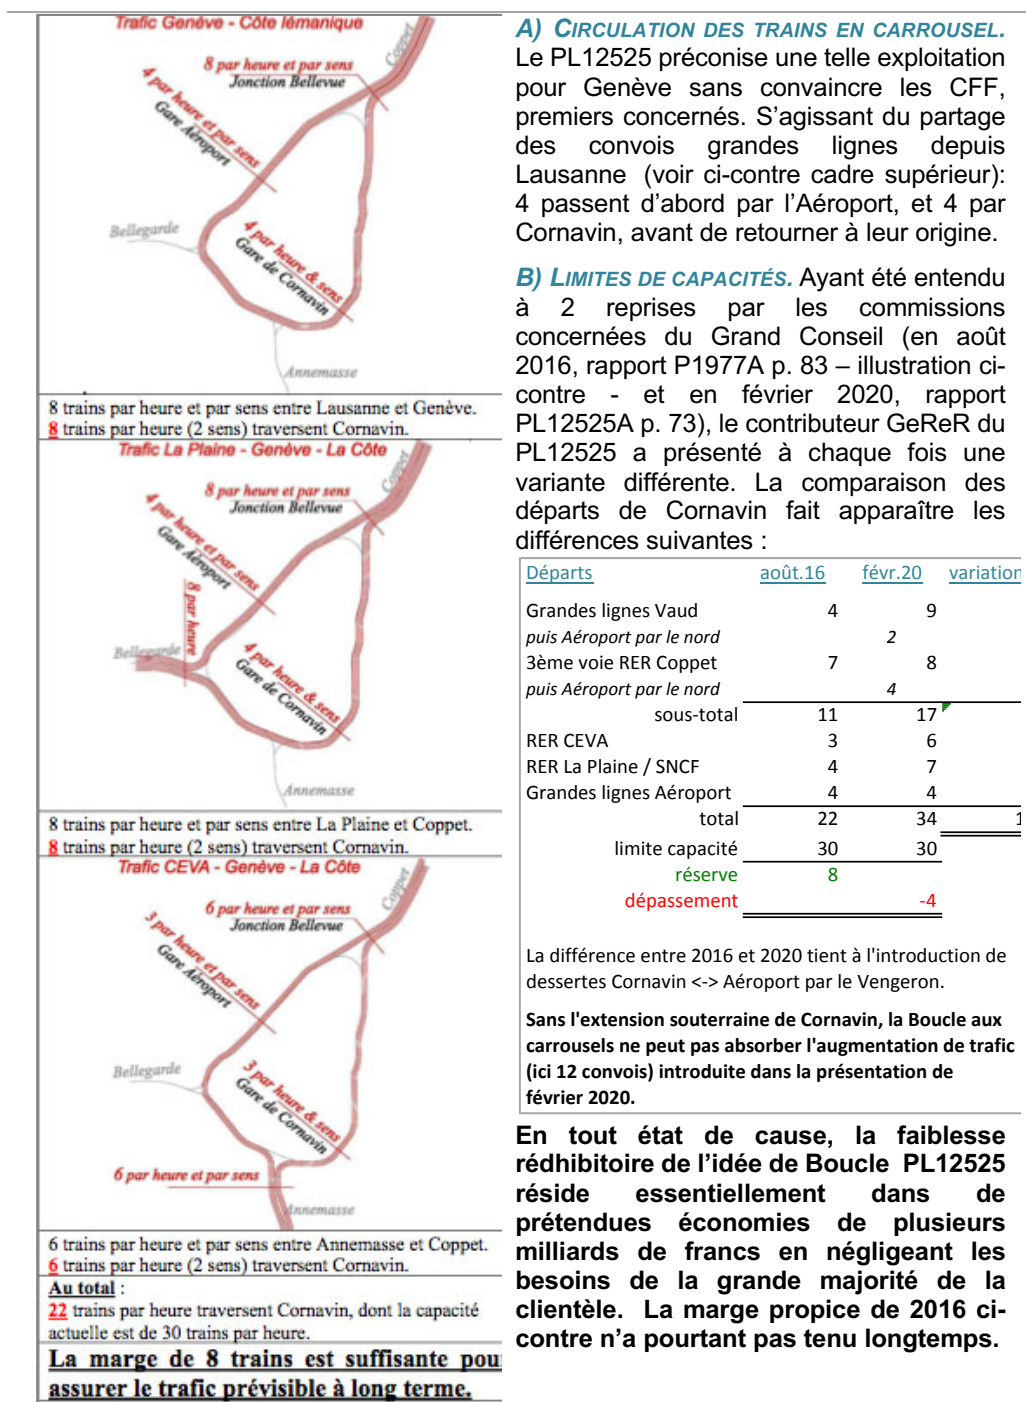 Trafic Genève - Côte lémanique
Coppet
8 par heure et par sens
Jonction Bellevue
4 par heure et par sens
Gare Aéroport
Bellegarde
4 par heure & sens
Gare de Cornavin
Annemasse
8 trains par heure et par sens entre Lausanne et Genève.
8 trains par heure (2 sens) traversent Cornavin.
Trafic La Plaine - Genève - La Côte
Coppet
8 par heure et par sens
Jonction Bellevue
4 par heure et par sens
Gare Aéroport
8 par heure
Bellegarde
4 par heure & sens
Gare de Cornavin
Annemasse
8 trains par heure et par sens entre La Plaine et Coppet.
8 trains par heure (2 sens) traversent Cornavin.
Trafic CEVA - Genève - La Côte
Coppet
6 par heure et par sens
Jonction Bellevue
3 par heure et par sens
Gare Aéroport
Bellegarde
3 par heure & sens
Gare de Cornavin
6 par heure et par sens
Annemasse
6 trains par heure et par sens entre Annemasse et Coppet.
6 trains par heure (2 sens) traversent Cornavin.
Au total :
22 trains par heure traversent Cornavin, dont la capacité
actuelle est de 30 trains par heure.
La marge de 8 trains est suffisante pou
assurer le trafic prévisible à long terme.
A) CIRCULATION DES TRAINS EN CARROUSEL.
Le PL12525 préconise une telle exploitation
pour Genève sans convaincre les CFF,
premiers concernés. S'agissant du partage
des convois grandes lignes depuis
Lausanne (voir ci-contre cadre supérieur):
4 passent d'abord par l'Aéroport, et 4 par
Cornavin, avant de retourner à leur origine.
B) LIMITES DE CAPACITÉS. Ayant été entendu
à 2 reprises par les commissions
concernées du Grand Conseil (en août
2016, rapport P1977A p. 83 – illustration ci-
contre - et en février 2020, rapport
PL12525A p. 73), le contributeur GeReR du
PL12525 a présenté à chaque fois une
variante différente. La comparaison des
départs de Cornavin fait apparaître les
différences suivantes :
Départs août.16 févr.20 variation
Grandes lignes Vaud 4 9
puis Aéroport par le nord 2
3ème voie RER Coppet 7 8
puis Aéroport par le nord 4
sous-total 11 17
RER CEVA 3 6
RER La Plaine / SNCF 4 7
Grandes lignes Aéroport 4 4
total 22 34 1
limite capacité 30 30
réserve 8
dépassement -4
La différence entre 2016 et 2020 tient à l'introduction de
dessertes Cornavin <-> Aéroport par le Vengeron.
Sans l'extension souterraine de Cornavin, la Boucle aux
carrousels ne peut pas absorber l'augmentation de trafic
(ici 12 convois) introduite dans la présentation de
février 2020.
En tout état de cause, la faiblesse
rédhibitoire de l'idée de Boucle PL12525
réside essentiellement dans de
prétendues économies de plusieurs
milliards de francs en négligeant les
besoins de la grande majorité de la
clientèle. La marge propice de 2016 ci-
contre n'a pourtant pas tenu longtemps.